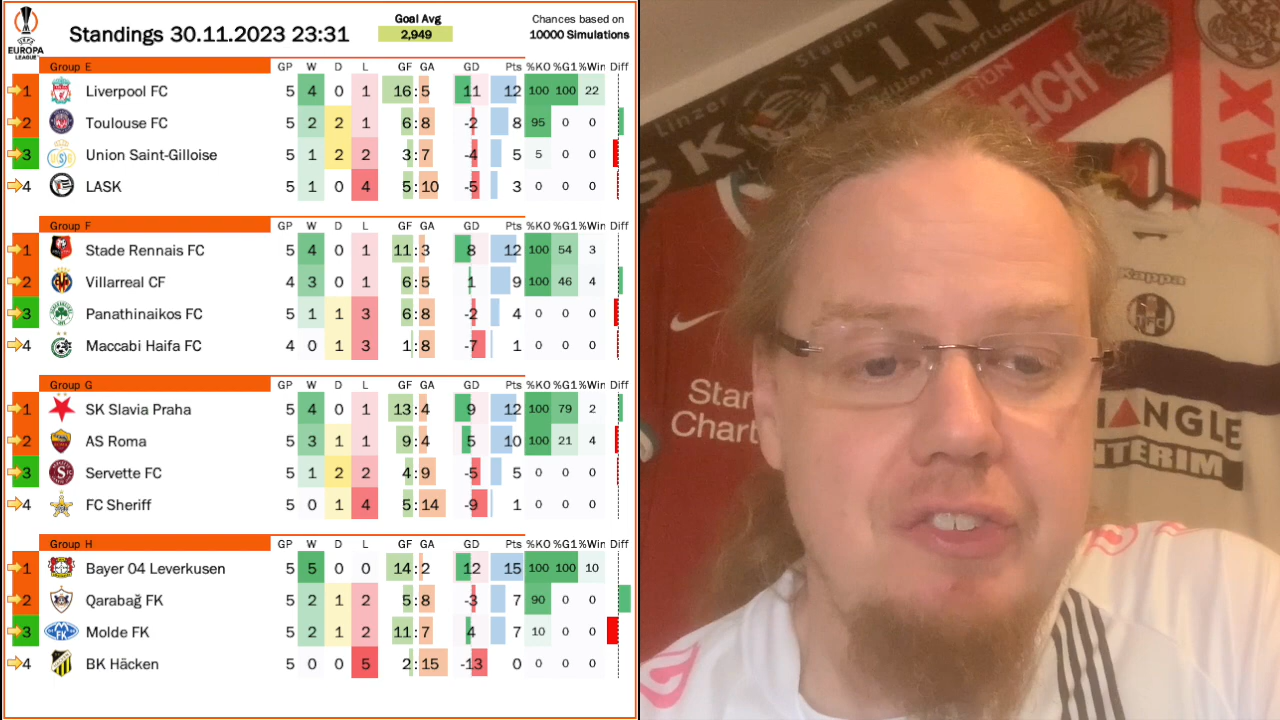 UEFA
EUROPA
LEAGUE
Standings 30.11.2023 23:31
Goal Avg
2,949
Chances based on
10000 Simulations
Group E GP W D L GF GA GD Pts %KO %G1 %Win Diff
1 Liverpool FC 5 4 0 1 16:5 11 12 100 100 22
2 Toulouse FC 5 2 2 1 6:8 -2 8 95 0 0
3 Union Saint-Gilloise 5 1 2 2 3:7 -4 5 5 0 0
4 LASK 5 1 0 4 5:10 -5 3 0 0 0
Group F GP W D L GF GA GD Pts %KO %G1 %Win Diff
1 Stade Rennais FC 5 4 0 1 11:3 8 12 100 54 3
2 Villarreal CF 4 3 0 1 6:5 1 9 100 46 4
3 Panathinaikos FC 5 1 1 3 6:8 -2 4 0 0 0
4 Maccabi Haifa FC 4 0 1 3 1:8 -7 1 0 0 0
Group G GP W D L GF GA GD Pts %KO %G1 %Win Diff
1 SK Slavia Praha 5 4 0 1 13:4 9 12 100 79 2
2 AS Roma 5 3 1 1 9:4 5 10 100 21 4
3 Servette FC 5 1 2 2 4:9 -5 5 0 0 0
4 FC Sheriff 5 0 1 4 5:14 -9 1 0 0 0
Group H GP W D L GF GA GD Pts %KO %G1 %Win Diff
1 Bayer 04 Leverkusen 5 5 0 0 14:2 12 15 100 100 10
2 Qarabağ FK 5 2 1 2 5:8 -3 7 90 0 0
3 Molde FK 5 2 1 2 11:7 4 7 10 0 0
4 BK Häcken 5 0 0 5 2:15 -13 0 0 0 0
Stadion
Linzer
SK LINZ
REICH
AJAX
Kappa
TFC
Stan
Chart
TRIANGLE
INTERIM